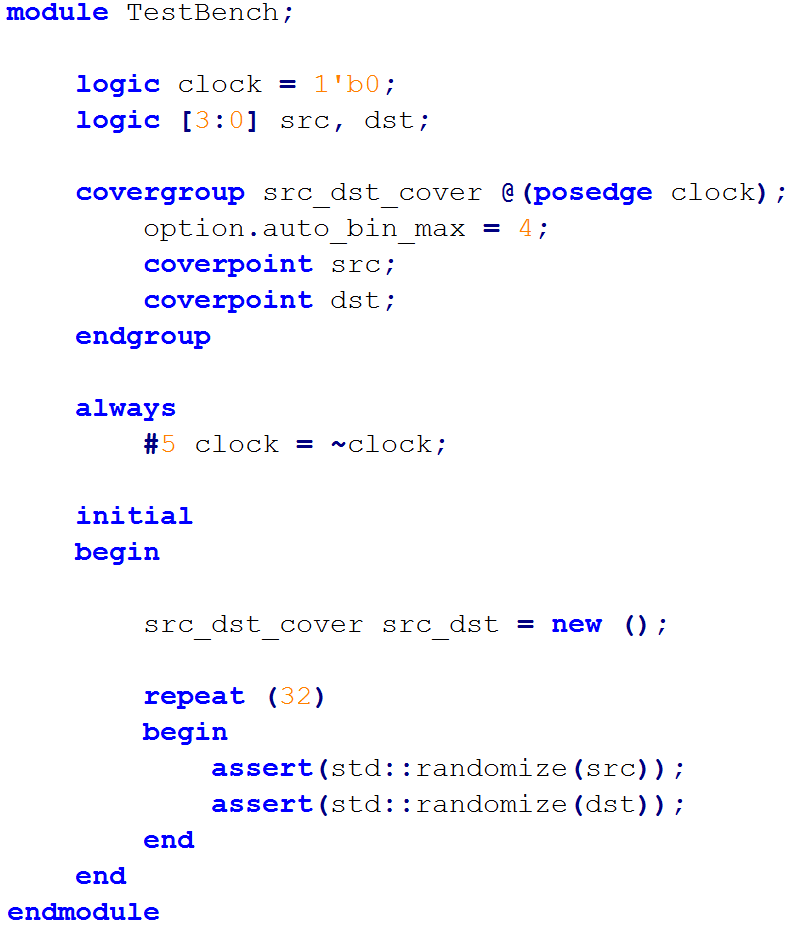 module TestBench;
logic clock = 1'b0;
logic [3:0] src, dst;
covergroup src_dst_cover @(posedge clock);
option.auto_bin_max = 4;
coverpoint src;
coverpoint dst;
endgroup
always
#5 clock = ~clock;
initial
begin
src_dst_cover src_dst = new ();
repeat (32)
begin
assert(std::randomize(src));
assert(std::randomize(dst));
end
end
endmodule